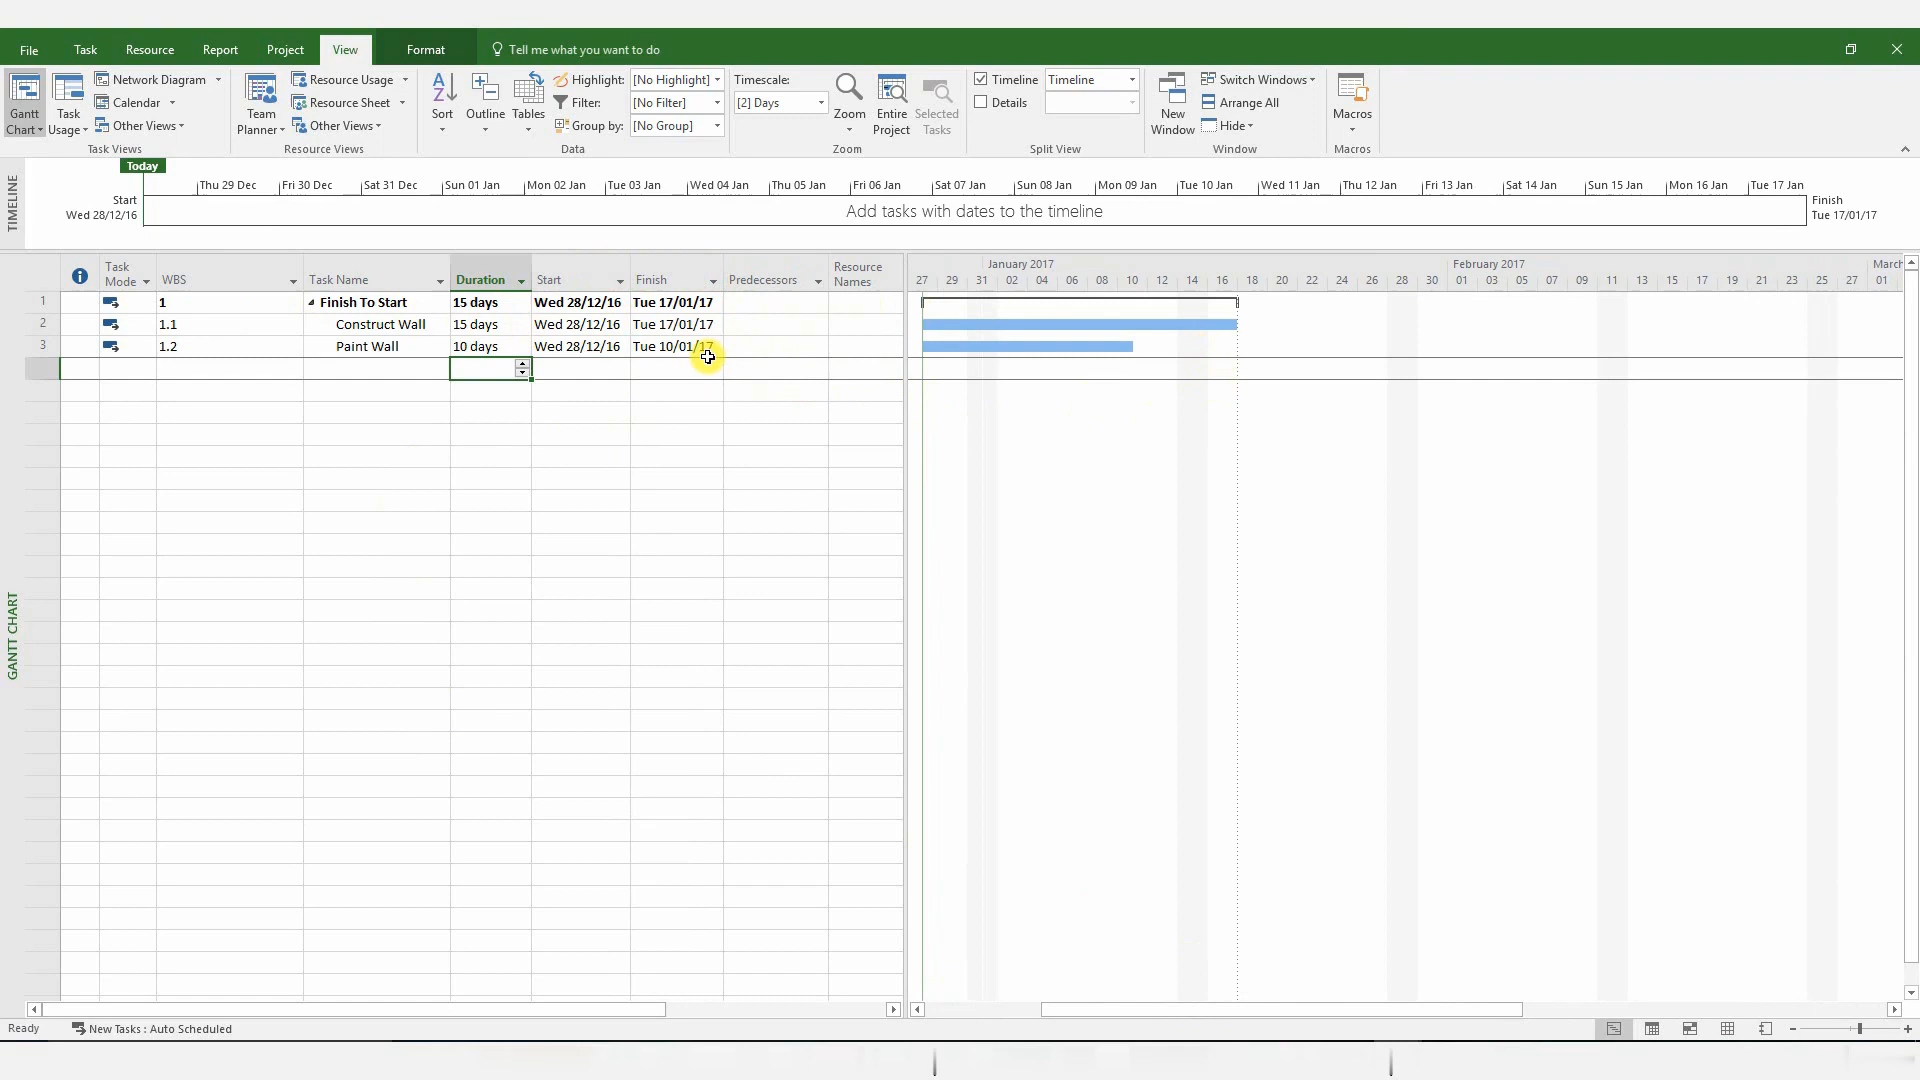 File Task Resource Report Project View Format Tell me what you want to do
Gantt Chart
Task Usage
Network Diagram
Calendar
Other Views
Task Views
Team Planner
Resource Usage
Resource Sheet
Other Views
Resource Views
Sort
Outline
Tables
Highlight: [No Highlight]
Filter: [No Filter]
Group by: [No Group]
Data
Timescale:
[2] Days
Zoom
Entire Project
Selected Tasks
Zoom
Timeline Timeline
Details
Split View
New Window
Switch Windows
Arrange All
Hide
Window
Macros
Macros
TIMELINE
Today
Thu 29 Dec Fri 30 Dec Sat 31 Dec Sun 01 Jan Mon 02 Jan Tue 03 Jan Wed 04 Jan Thu 05 Jan Fri 06 Jan Sat 07 Jan Sun 08 Jan Mon 09 Jan Tue 10 Jan Wed 11 Jan Thu 12 Jan Fri 13 Jan Sat 14 Jan Sun 15 Jan Mon 16 Jan Tue 17 Jan
Start
Wed 28/12/16
Add tasks with dates to the timeline
Finish
Tue 17/01/17
GANTT CHART
Task Mode WBS Task Name Duration Start Finish Predecessors Resource Names
1 1 Finish To Start 15 days Wed 28/12/16 Tue 17/01/17
2 1.1 Construct Wall 15 days Wed 28/12/16 Tue 17/01/17
3 1.2 Paint Wall 10 days Wed 28/12/16 Tue 10/01/17
January 2017 February 2017 March
27 29 31 02 04 06 08 10 12 14 16 18 20 22 24 26 28 30 01 03 05 07 09 11 13 15 17 19 21 23 25 27 01
Ready New Tasks : Auto Scheduled